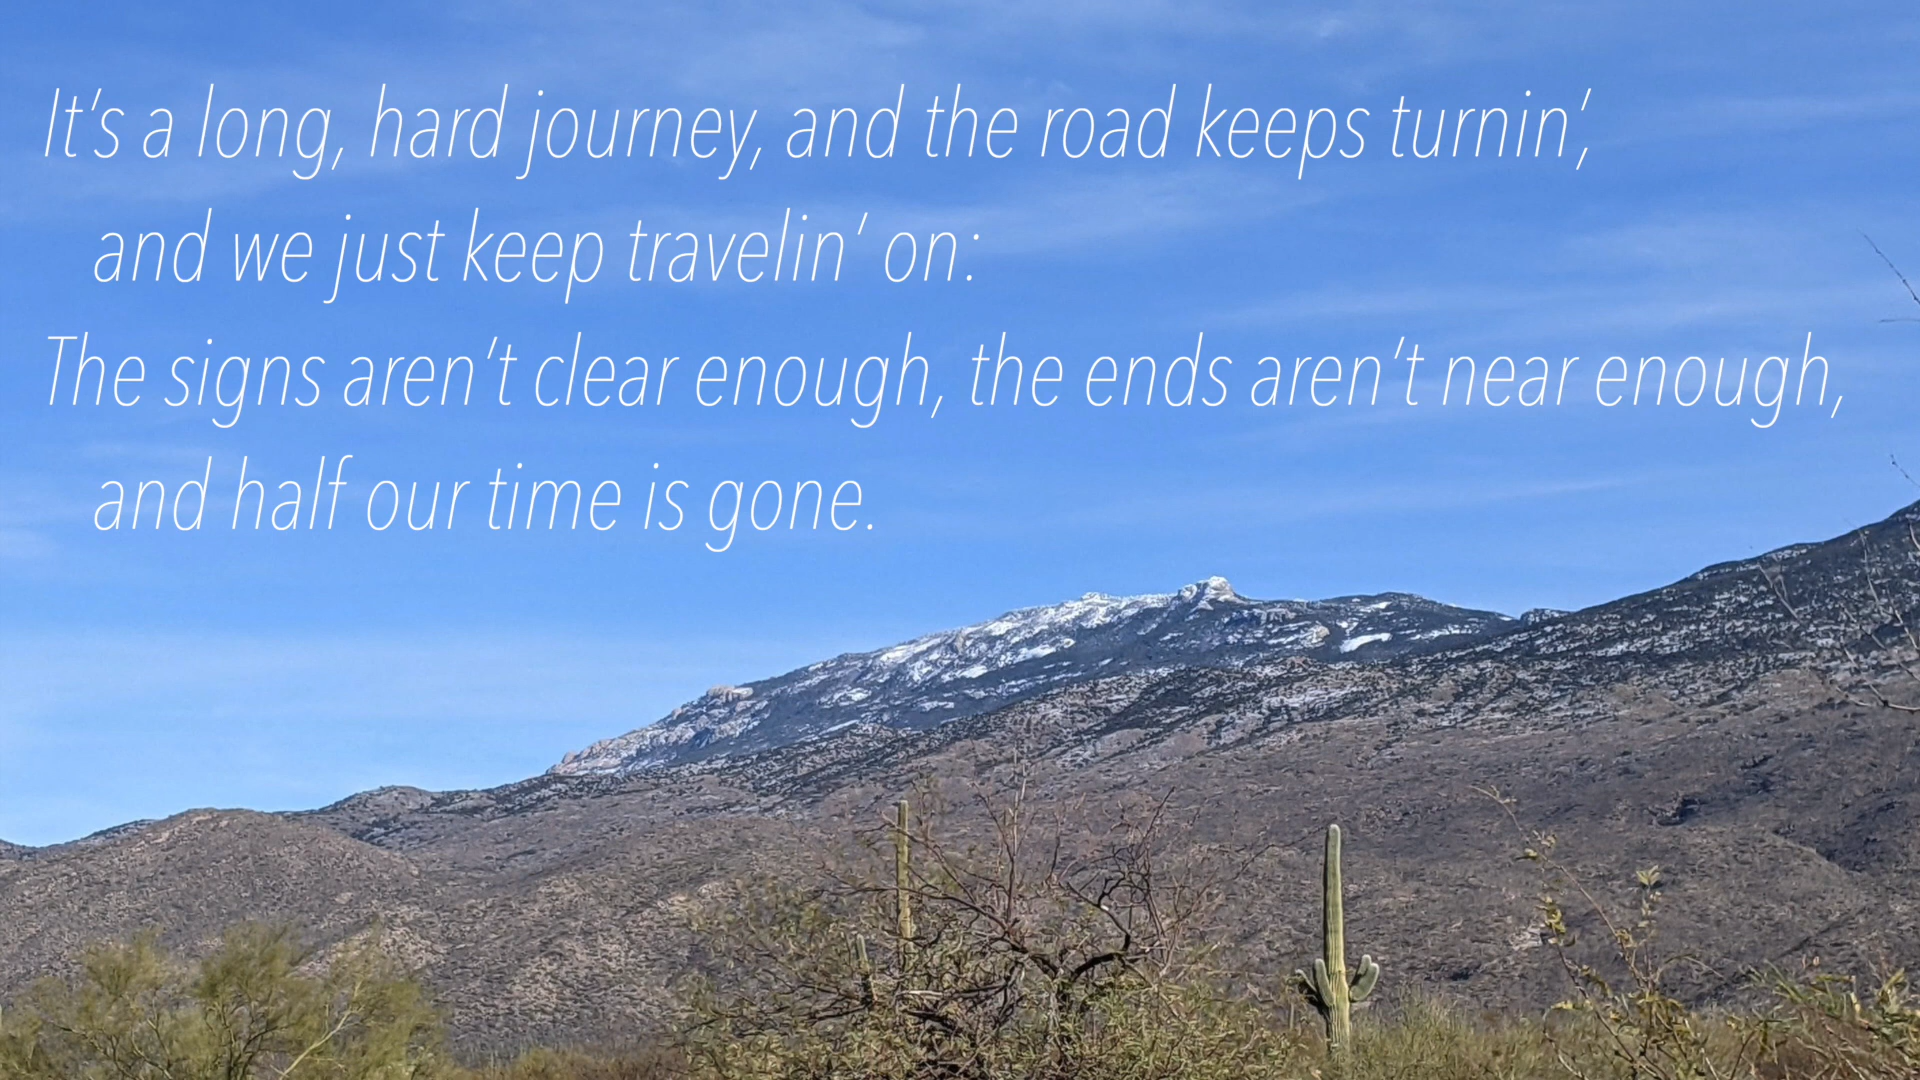 It's a long, hard journey, and the road keeps turnin',
and we just keep travelin' on:
The signs aren't clear enough, the ends aren't near enough,
and half our time is gone.